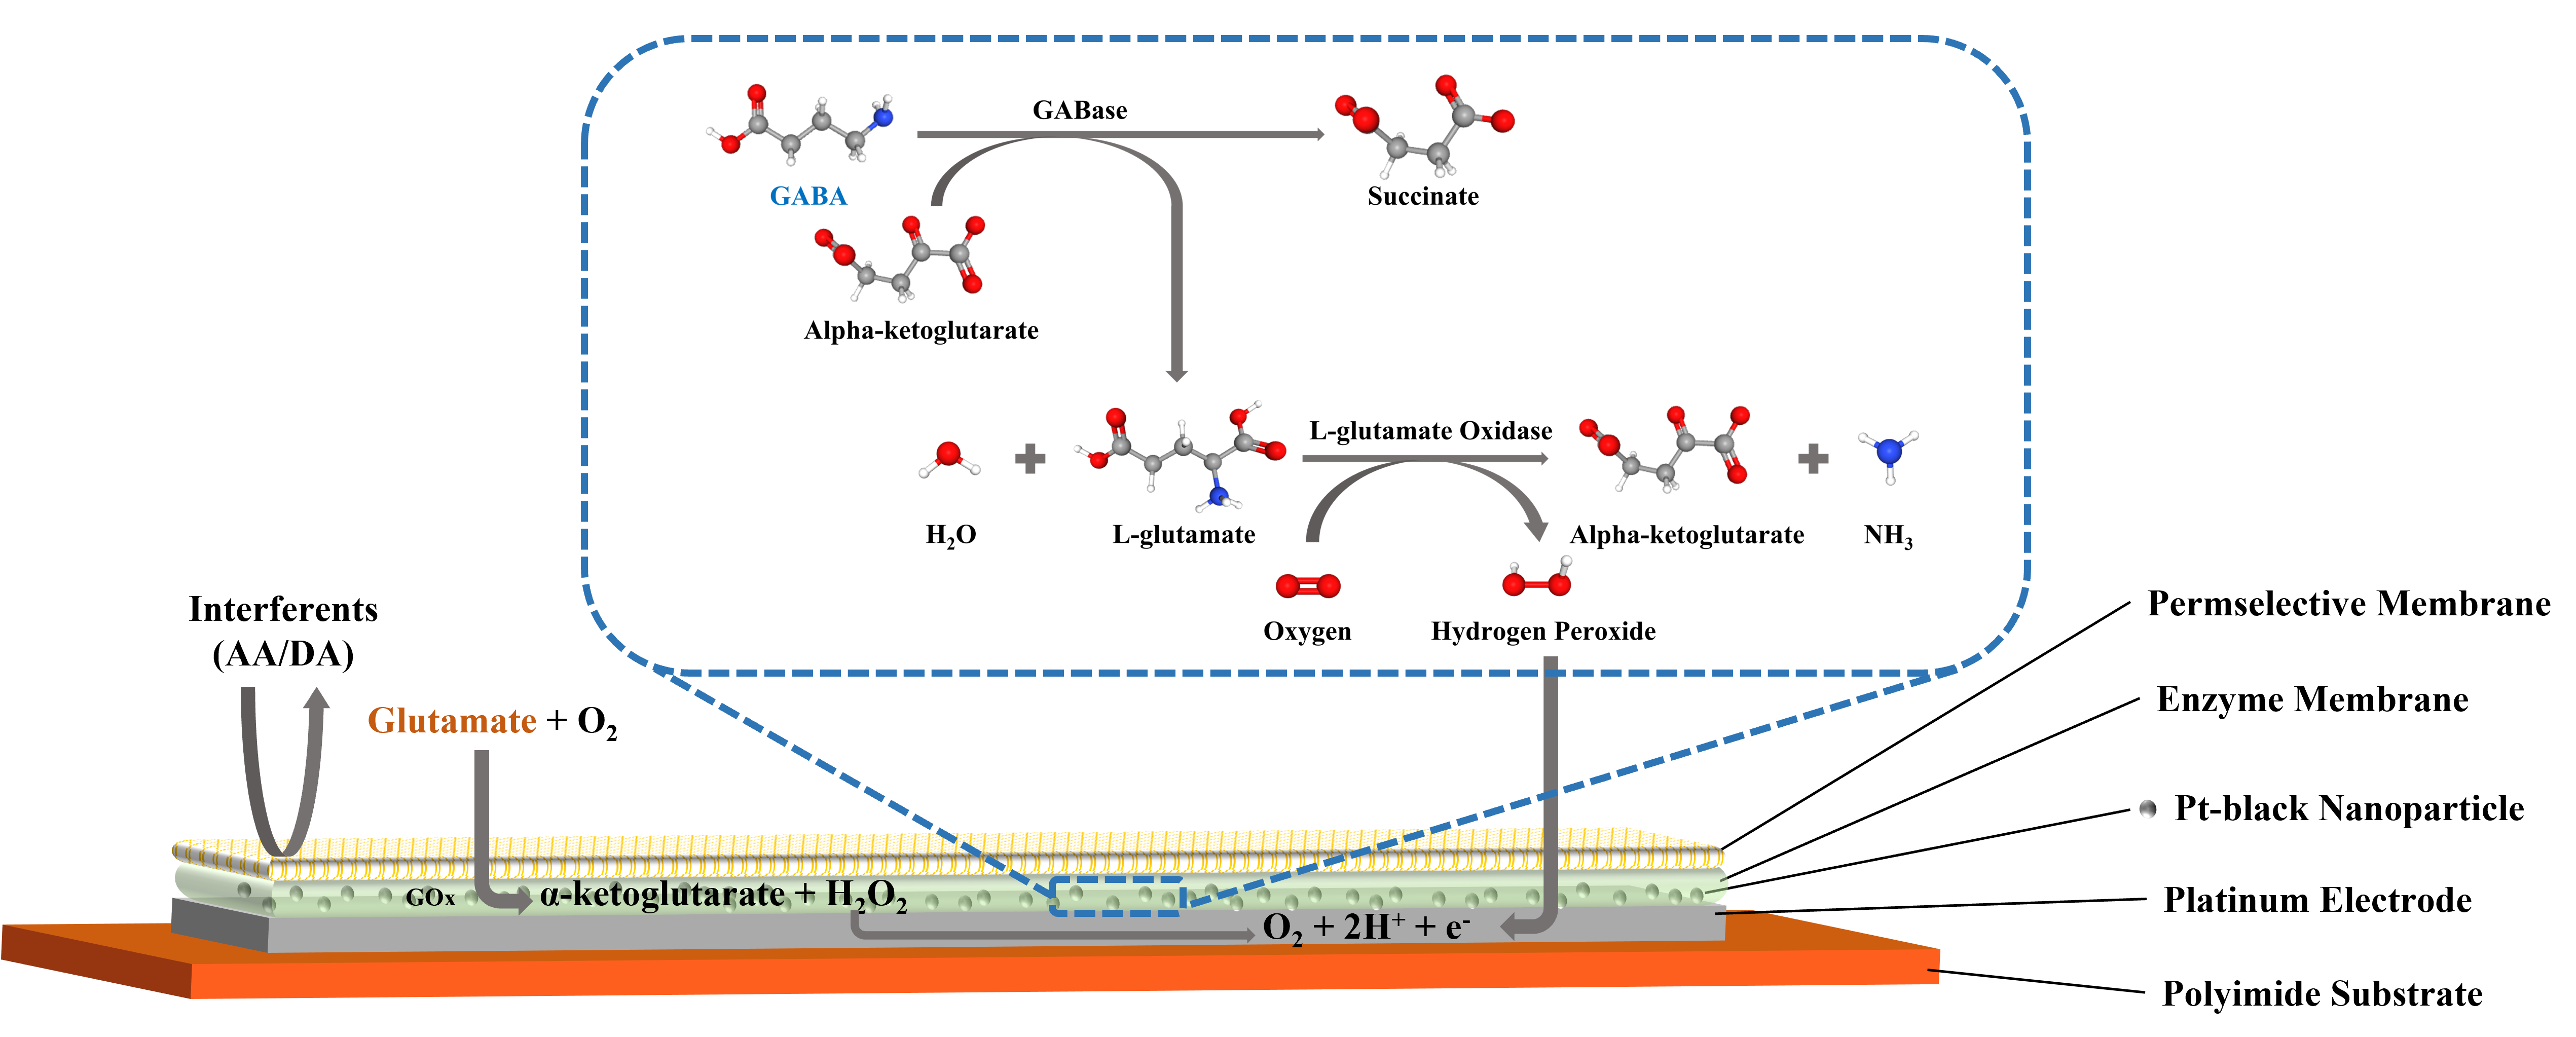 GABase
GABA
Succinate
Alpha-ketoglutarate
L-glutamate Oxidase
H₂O
L-glutamate
Alpha-ketoglutarate
NH₃
Oxygen
Hydrogen Peroxide
Interferents
(AA/DA)
Glutamate + O₂
GOx
α-ketoglutarate + H₂O₂
O₂ + 2H⁺ + e⁻
Permselective Membrane
Enzyme Membrane
Pt-black Nanoparticle
Platinum Electrode
Polyimide Substrate